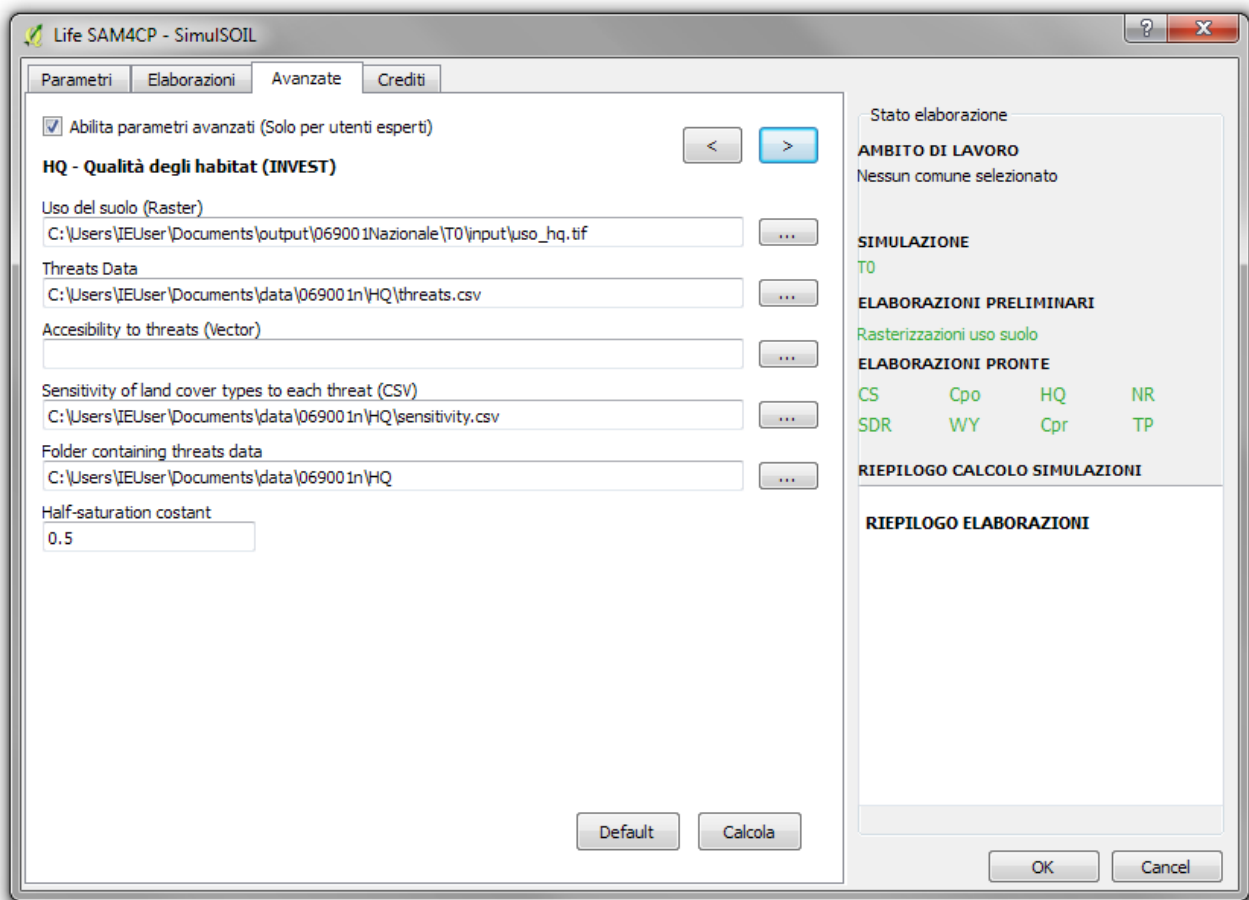 Life SAM4CP - SimulSOIL
?
X
Parametri Elaborazioni Avanzate Crediti
Abilita parametri avanzati (Solo per utenti esperti)
< >
HQ - Qualità degli habitat (INVEST)
Uso del suolo (Raster)
C:\Users\IEUser\Documents\output\069001Nazionale\T0\input\uso_hq.tif
...
Threats Data
C:\Users\IEUser\Documents\data\069001n\HQ\threats.csv
...
Accesibility to threats (Vector)
...
Sensitivity of land cover types to each threat (CSV)
C:\Users\IEUser\Documents\data\069001n\HQ\sensitivity.csv
...
Folder containing threats data
C:\Users\IEUser\Documents\data\069001n\HQ
...
Half-saturation costant
0.5
Default Calcola
Stato elaborazione
AMBITO DI LAVORO
Nessun comune selezionato
SIMULAZIONE
T0
ELABORAZIONI PRELIMINARI
Rasterizzazioni uso suolo
ELABORAZIONI PRONTE
CS Cpo HQ NR
SDR WY Cpr TP
RIEPILOGO CALCOLO SIMULAZIONI
RIEPILOGO ELABORAZIONI
OK Cancel